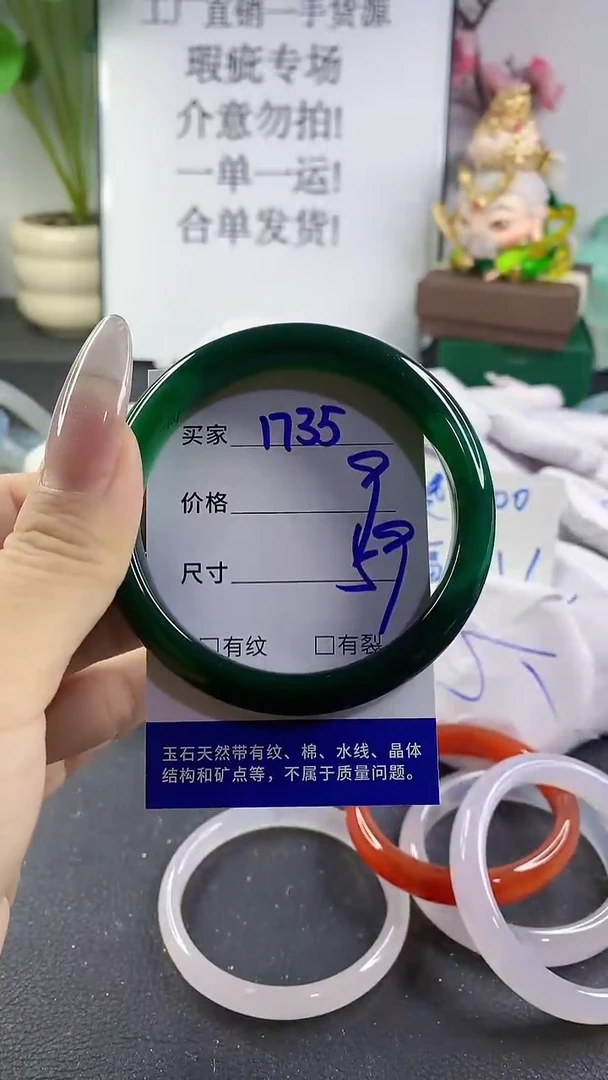 工厂直销一手货源
瑕疵专场
介意勿拍!
一单一运!
合单发货!
买家 1735
价格 9
尺寸 59
□有纹 □有裂
玉石天然带有纹、棉、水线、晶体
结构和矿点等，不属于质量问题。